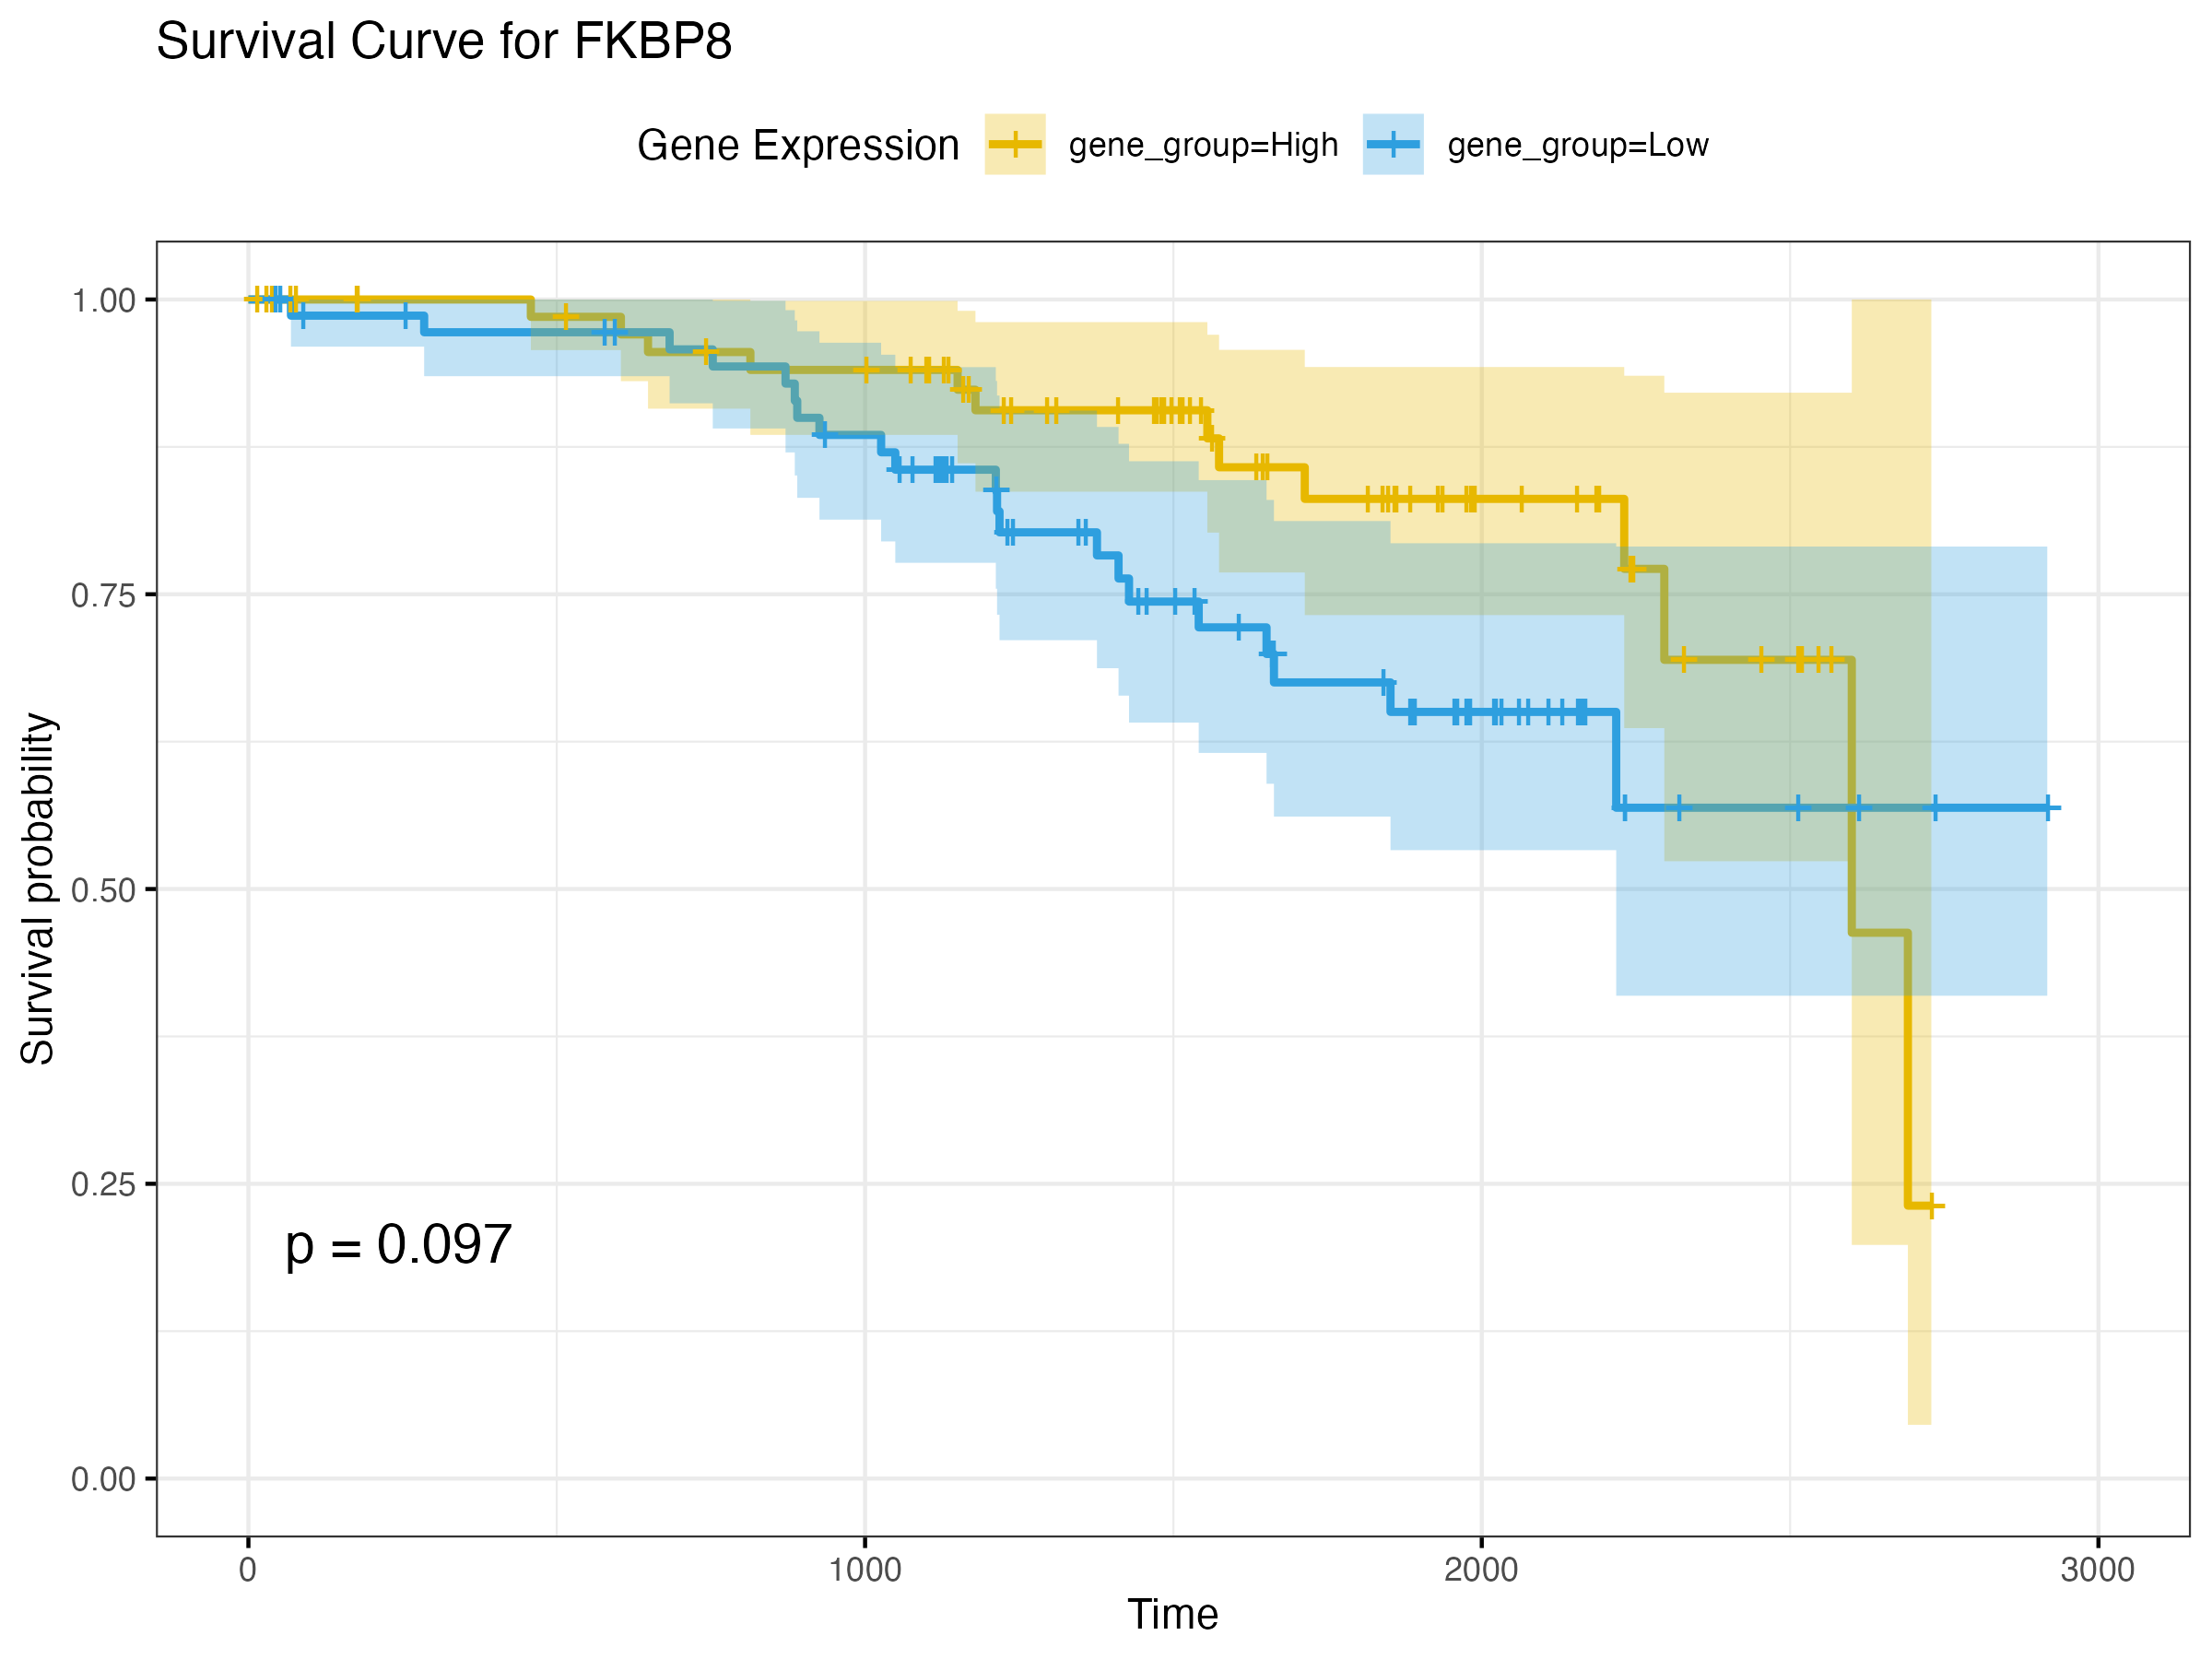 Survival Curve for FKBP8
Gene Expression gene_group=High gene_group=Low
1.00
0.75
0.50
0.25
0.00
Survival probability
p = 0.097
0 1000 2000 3000
Time